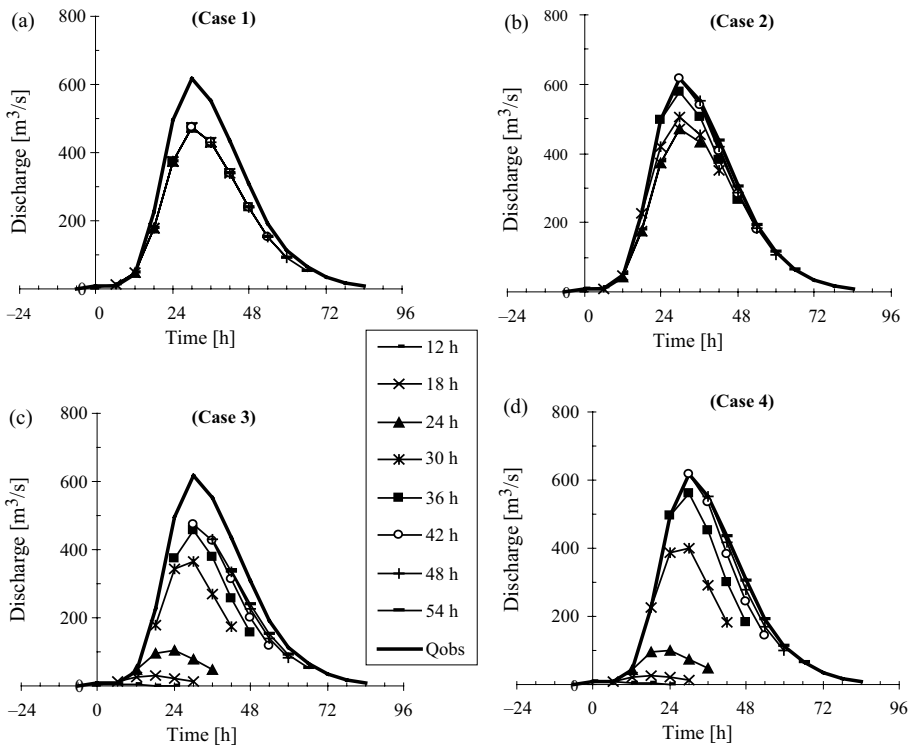 (a)
(Case 1)
800
600
400
200
0
Discharge [m³/s]
−24
0
24
48
72
96
Time [h]
(b)
(Case 2)
800
600
400
200
0
Discharge [m³/s]
−24
0
24
48
72
96
Time [h]
12 h
18 h
24 h
30 h
36 h
42 h
48 h
54 h
Qobs
(c)
(Case 3)
800
600
400
200
0
Discharge [m³/s]
−24
0
24
48
72
96
Time [h]
(d)
(Case 4)
800
600
400
200
0
Discharge [m³/s]
−24
0
24
48
72
96
Time [h]